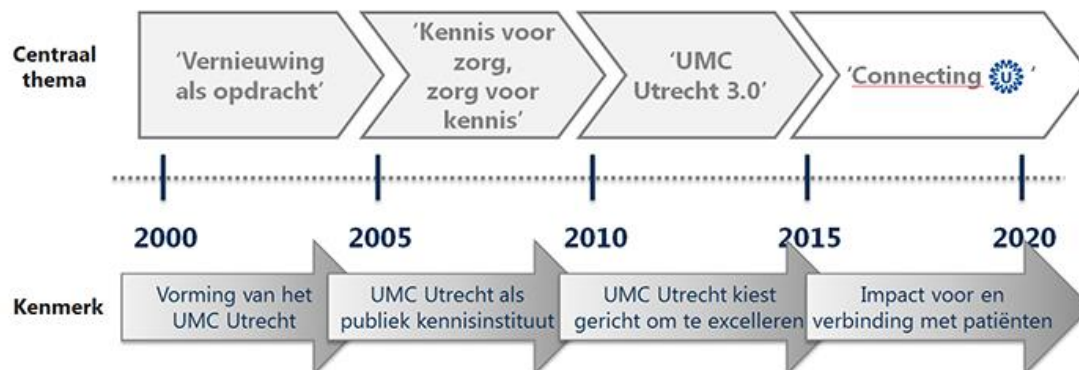 Centraal
thema
‘Vernieuwing
als opdracht’
‘Kennis voor
zorg,
zorg voor
kennis’
‘UMC
Utrecht 3.0’
‘Connecting U ’
2000
2005
2010
2015
2020
Kenmerk
Vorming van het
UMC Utrecht
UMC Utrecht als
publiek kennisinstituut
UMC Utrecht kiest
gericht om te excelleren
Impact voor en
verbinding met patiënten